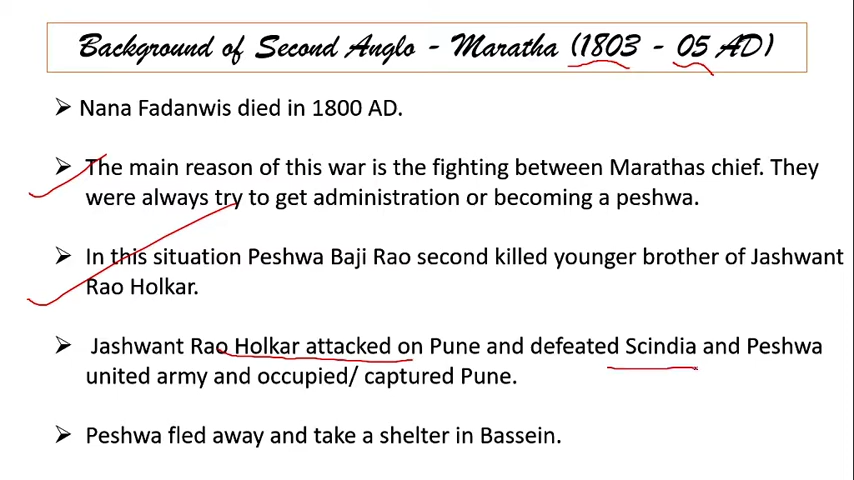 Background of Second Anglo - Maratha (1803 - 05 AD)
➢ Nana Fadanwis died in 1800 AD.
➢ The main reason of this war is the fighting between Marathas chief. They
were always try to get administration or becoming a peshwa.
➢ In this situation Peshwa Baji Rao second killed younger brother of Jashwant
Rao Holkar.
➢ Jashwant Rao Holkar attacked on Pune and defeated Scindia and Peshwa
united army and occupied/ captured Pune.
➢ Peshwa fled away and take a shelter in Bassein.